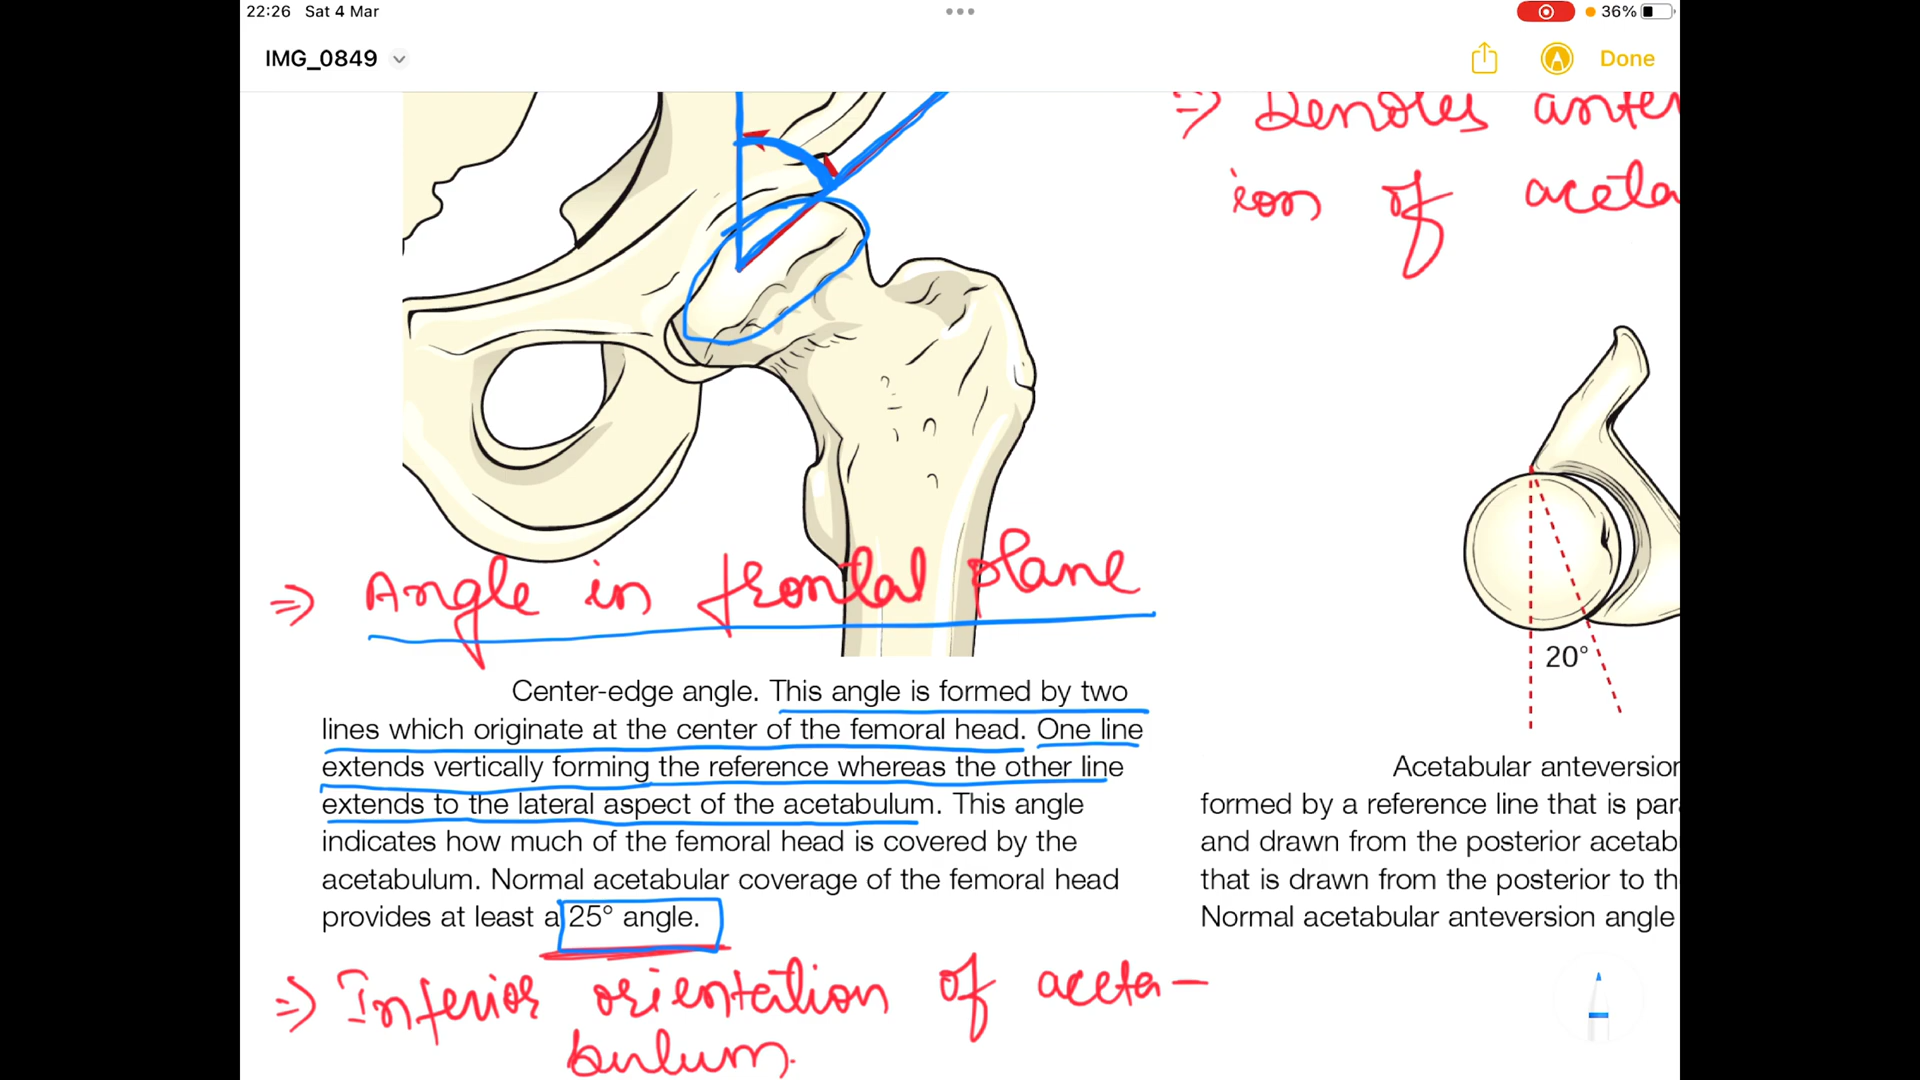 22:26 Sat 4 Mar
36%
IMG_0849
Done
=> Angle in frontal plane
Center-edge angle. This angle is formed by two
lines which originate at the center of the femoral head. One line
extends vertically forming the reference whereas the other line
extends to the lateral aspect of the acetabulum. This angle
indicates how much of the femoral head is covered by the
acetabulum. Normal acetabular coverage of the femoral head
provides at least a 25° angle.
=> Inferior orientation of aceta-
bulum.
=> Denotes anter
ion of aceta
20°
Acetabular anteversion
formed by a reference line that is par
and drawn from the posterior acetab
that is drawn from the posterior to th
Normal acetabular anteversion angle